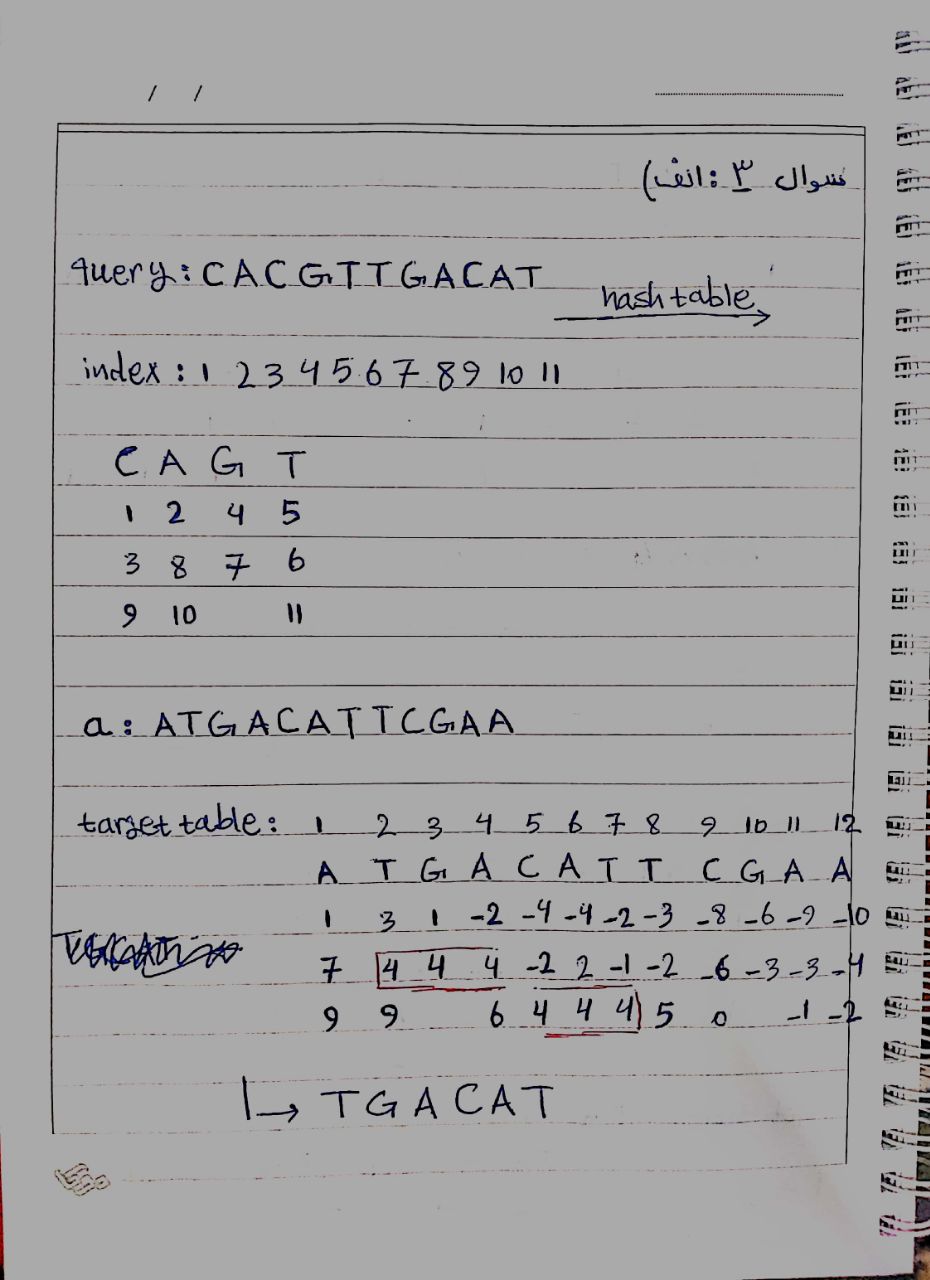 / /
سوال ۳ : الف)
query: CACGTTGACAT
hash table
index: 1 2 3 4 5 6 7 8 9 10 11
C A G T
1 2 4 5
3 8 7 6
9 10 11
a: ATGACATTCGAA
target table: 1 2 3 4 5 6 7 8 9 10 11 12
A T G A C A T T C G A A
1 3 1 -2 -4 -4 -2 -3 -8 -6 -9 -10
7 4 4 4 -2 2 -1 -2 -6 -3 -3 -4
9 9 6 4 4 4 5 0 -1 -2
TGACAT